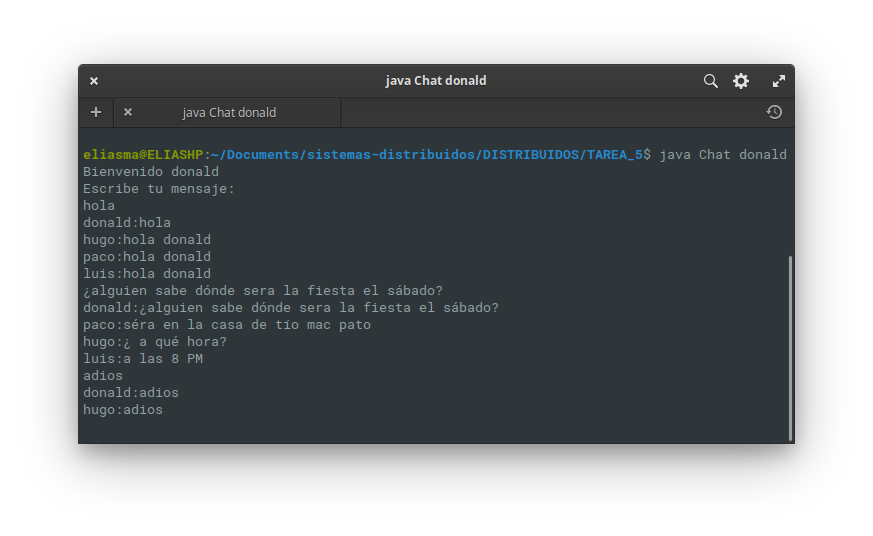 java Chat donald
java Chat donald
eliasma@ELIASHP:~/Documents/sistemas-distribuidos/DISTRIBUIDOS/TAREA_5$ java Chat donald
Bienvenido donald
Escribe tu mensaje:
hola
donald:hola
hugo:hola donald
paco:hola donald
luis:hola donald
¿alguien sabe dónde sera la fiesta el sábado?
donald:¿alguien sabe dónde sera la fiesta el sábado?
paco:séra en la casa de tío mac pato
hugo:¿ a qué hora?
luis:a las 8 PM
adios
donald:adios
hugo:adios